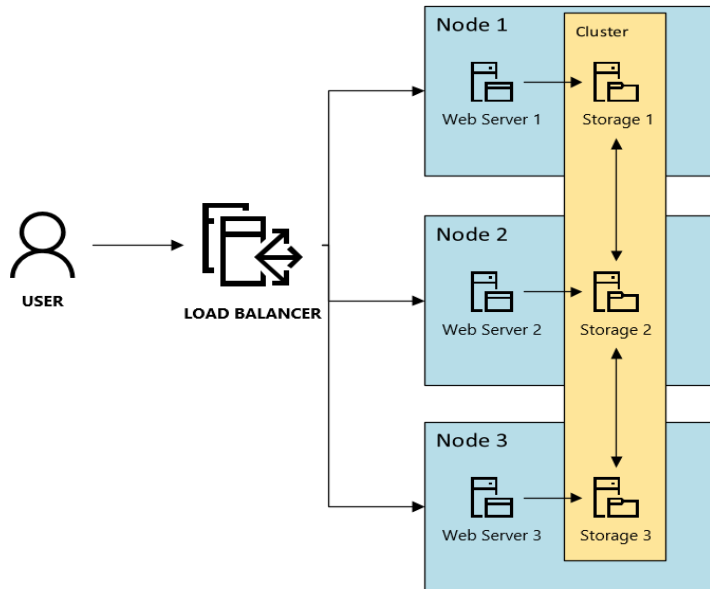 Node 1
Cluster
Web Server 1
Storage 1
Node 2
USER
LOAD BALANCER
Web Server 2
Storage 2
Node 3
Web Server 3
Storage 3